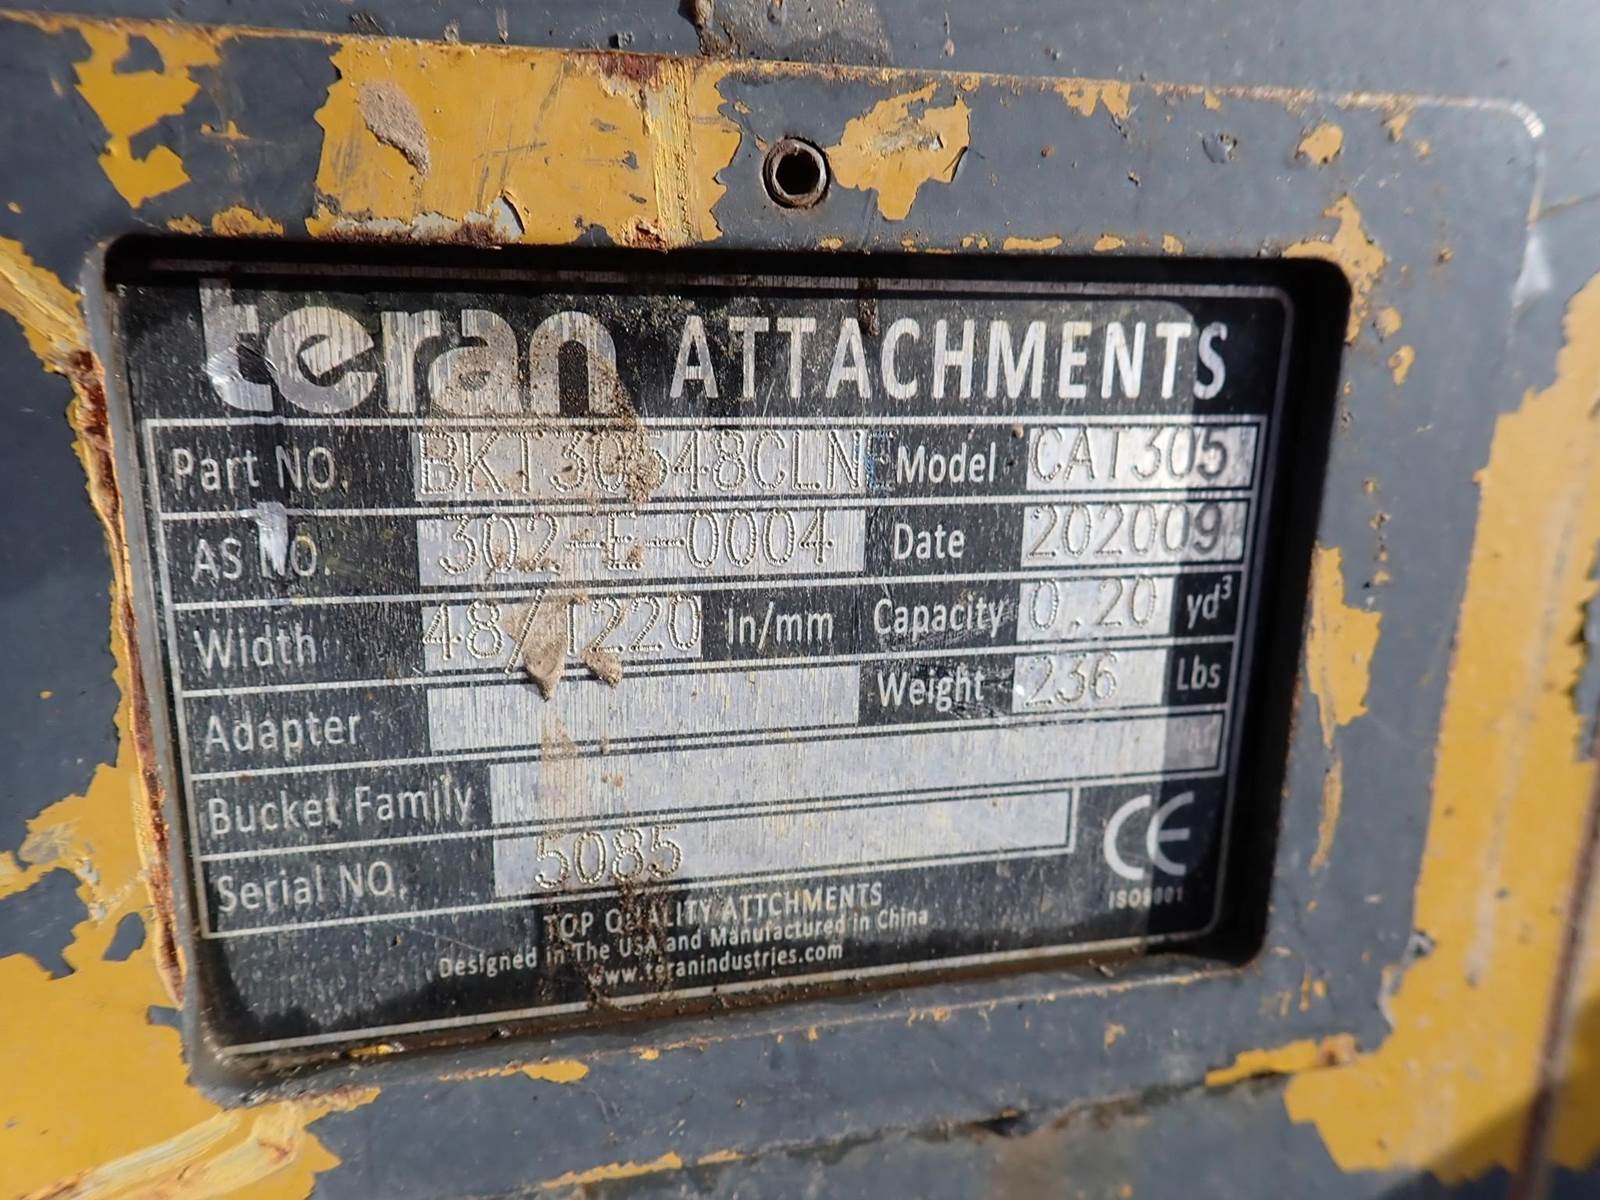 teran ATTACHMENTS
Part NO. BKT30548CLNE Model CAT305
AS NO. 302-E-0004 Date 202009
Width 48/1220 In/mm Capacity 0.20 yd³
Adapter Weight 236 Lbs
Bucket Family
Serial NO. 5085
CE
ISO9001
TOP QUALITY ATTCHMENTS
Designed in The USA and Manufactured in China
www.teranindustries.com